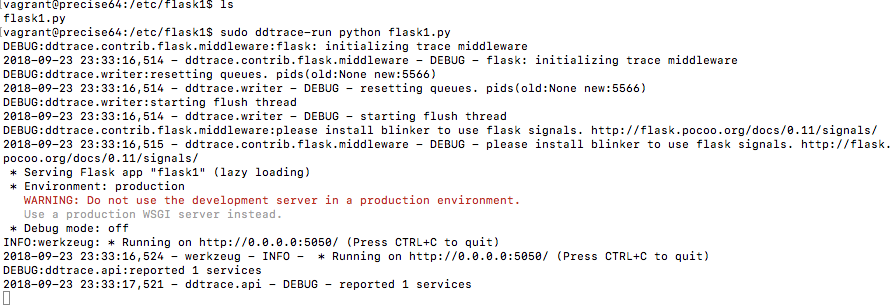 [vagrant@precise64:/etc/flask1$ ls
flask1.py
[vagrant@precise64:/etc/flask1$ sudo ddtrace-run python flask1.py
DEBUG:ddtrace.contrib.flask.middleware:flask: initializing trace middleware
2018-09-23 23:33:16,514 - ddtrace.contrib.flask.middleware - DEBUG - flask: initializing trace middleware
DEBUG:ddtrace.writer:resetting queues. pids(old:None new:5566)
2018-09-23 23:33:16,514 - ddtrace.writer - DEBUG - resetting queues. pids(old:None new:5566)
DEBUG:ddtrace.writer:starting flush thread
2018-09-23 23:33:16,514 - ddtrace.writer - DEBUG - starting flush thread
DEBUG:ddtrace.contrib.flask.middleware:please install blinker to use flask signals. http://flask.pocoo.org/docs/0.11/signals/
2018-09-23 23:33:16,515 - ddtrace.contrib.flask.middleware - DEBUG - please install blinker to use flask signals. http://flask.
pocoo.org/docs/0.11/signals/
 * Serving Flask app "flask1" (lazy loading)
 * Environment: production
   WARNING: Do not use the development server in a production environment.
   Use a production WSGI server instead.
 * Debug mode: off
INFO:werkzeug: * Running on http://0.0.0.0:5050/ (Press CTRL+C to quit)
2018-09-23 23:33:16,524 - werkzeug - INFO -  * Running on http://0.0.0.0:5050/ (Press CTRL+C to quit)
DEBUG:ddtrace.api:reported 1 services
2018-09-23 23:33:17,521 - ddtrace.api - DEBUG - reported 1 services